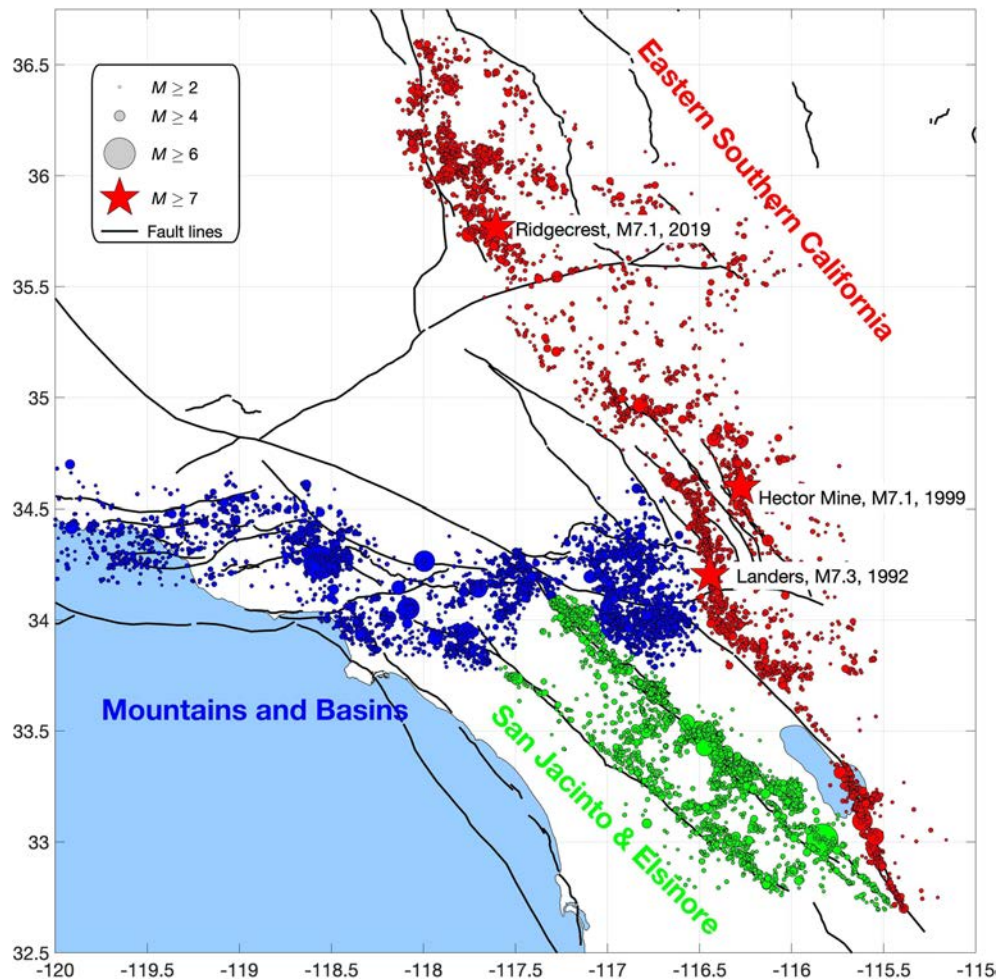 36.5
36
35.5
35
34.5
34
33.5
33
32.5
M ≥ 2
M ≥ 4
M ≥ 6
M ≥ 7
Fault lines
Eastern Southern California
Ridgecrest, M7.1, 2019
Hector Mine, M7.1, 1999
Landers, M7.3, 1992
Mountains and Basins
San Jacinto & Elsinore
-120 -119.5 -119 -118.5 -118 -117.5 -117 -116.5 -116 -115.5 -115